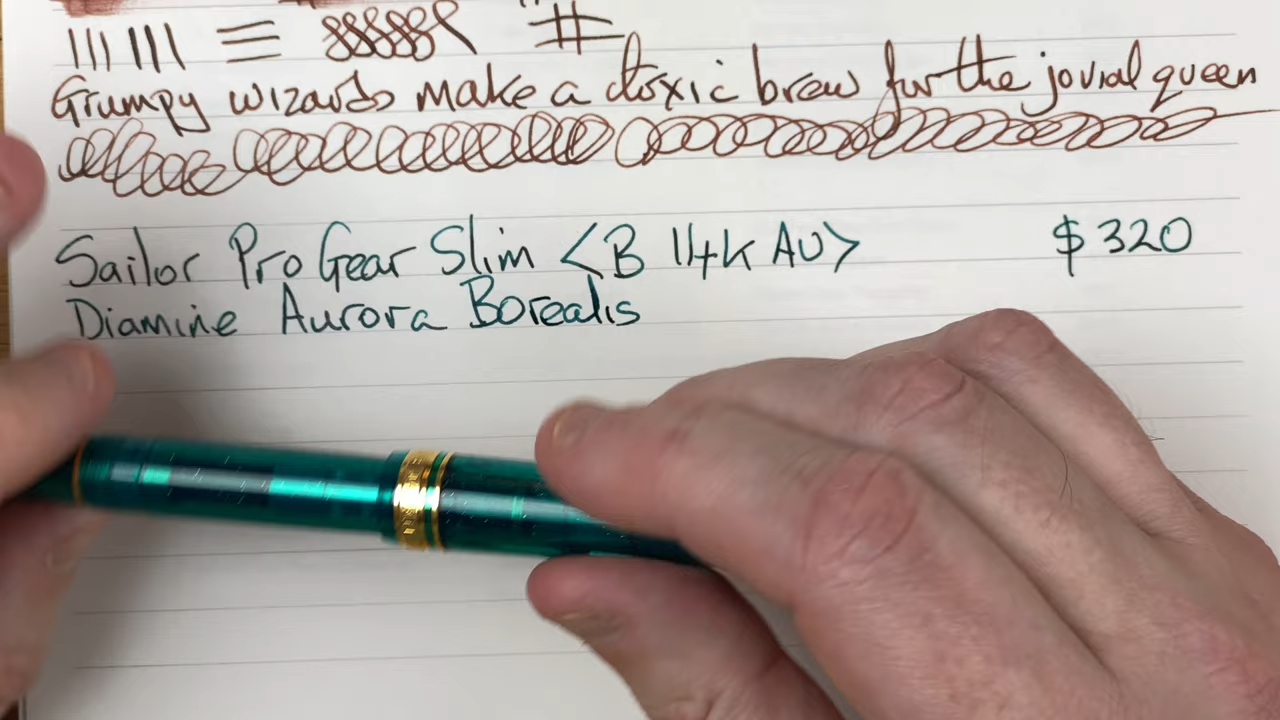 Grumpy wizards make a toxic brew for the jovial queen
Sailor Pro Gear Slim <B 14K AU> $320
Diamine Aurora Borealis